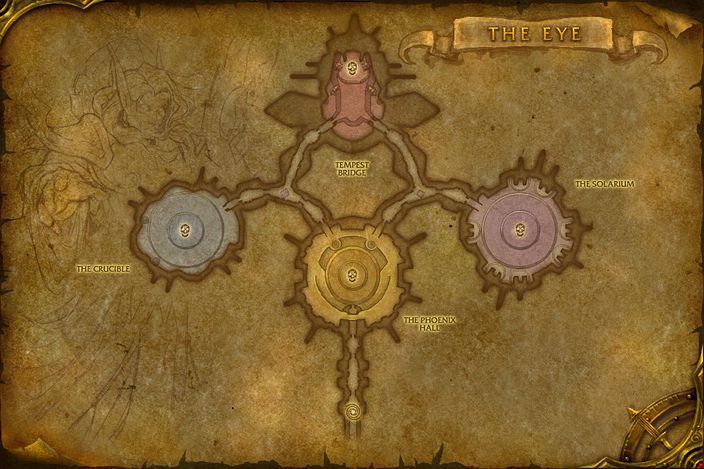 THE EYE
TEMPEST
BRIDGE
THE SOLARIUM
THE CRUCIBLE
THE PHOENIX
HALL